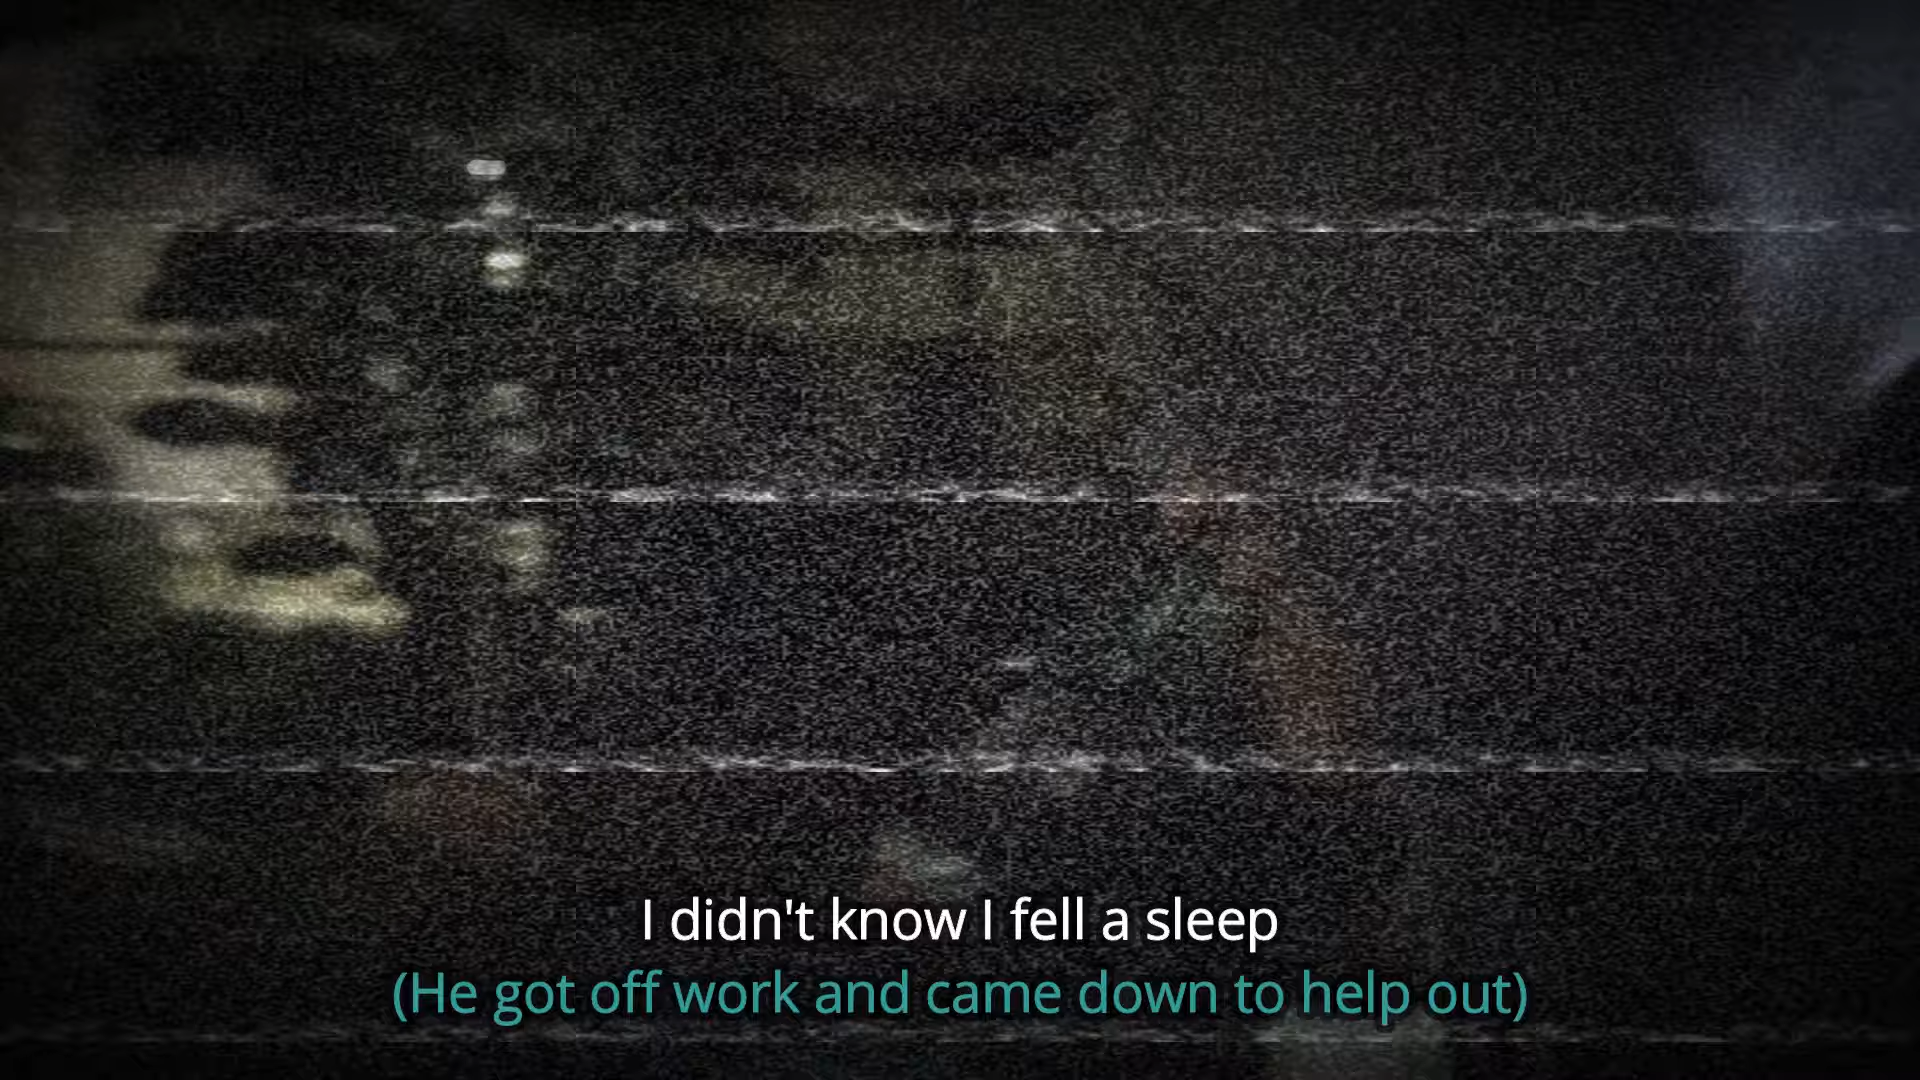 I didn't know I fell a sleep
(He got off work and came down to help out)